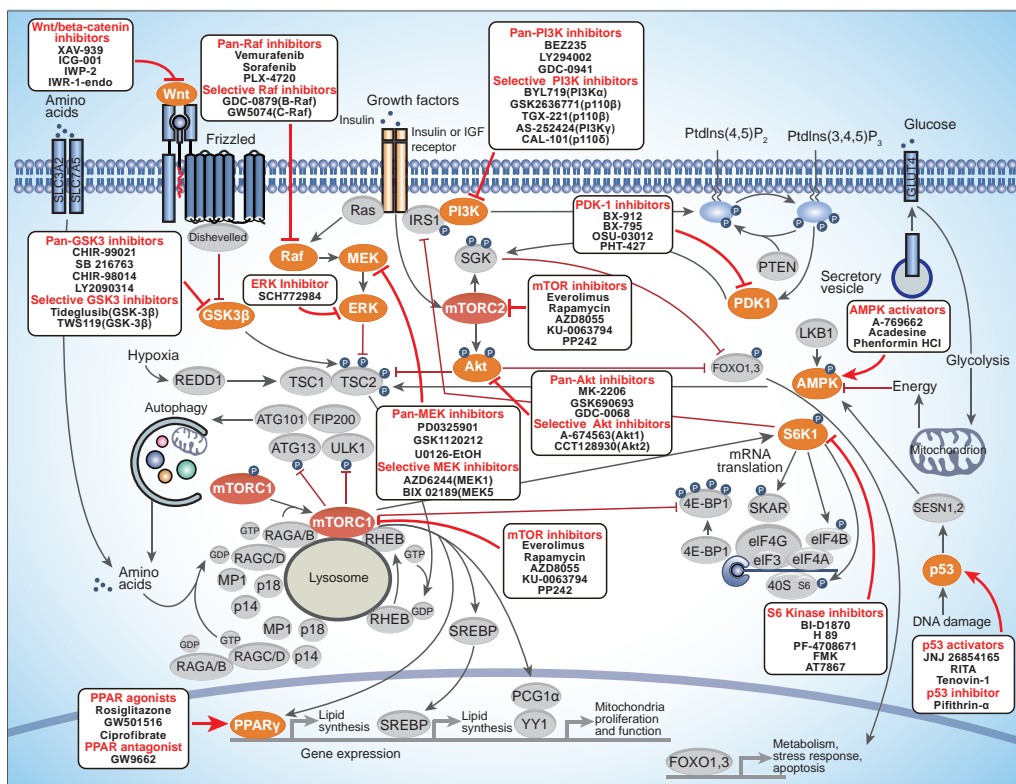 Wnt/beta-catenin
inhibitors
XAV-939
ICG-001
IWP-2
IWR-1-endo
Pan-Raf inhibitors
Vemurafenib
Sorafenib
PLX-4720
Selective Raf inhibitors
GDC-0879(B-Raf)
GW5074(C-Raf)
Pan-PI3K inhibitors
BEZ235
LY294002
GDC-0941
Selective PI3K inhibitors
BYL719(PI3Kα)
GSK2636771(p110β)
TGX-221(p110β)
AS-252424(PI3Kγ)
CAL-101(p110δ)
Wnt
Amino
acids
Frizzled
Growth factors
Insulin
Insulin or IGF
receptor
PtdIns(4,5)P2
PtdIns(3,4,5)P3
Glucose
SLC3A2
SLC7A5
GLUT4
Ras
IRS1
P
PI3K
PDK-1 inhibitors
BX-912
BX-795
OSU-03012
PHT-427
P
P
P
P
P
Dishevelled
Pan-GSK3 inhibitors
CHIR-99021
SB 216763
CHIR-98014
LY2090314
Selective GSK3 inhibitors
Tideglusib(GSK-3β)
TWS119(GSK-3β)
Raf
MEK
P
P
SGK
PTEN
Secretory
vesicle
ERK Inhibitor
SCH772984
GSK3β
ERK
mTORC2
mTOR inhibitors
Everolimus
Rapamycin
AZD8055
KU-0063794
PP242
PDK1
LKB1
AMPK activators
A-769662
Acadesine
Phenformin HCl
Glycolysis
Hypoxia
REDD1
TSC1
TSC2
P
P
P
P
P
P
Akt
FOXO1,3
P
AMPK
P
Energy
Mitochondrion
Pan-Akt inhibitors
MK-2206
GSK690693
GDC-0068
Selective Akt inhibitors
A-674563(Akt1)
CCT128930(Akt2)
Autophagy
ATG101
FIP200
ATG13
ULK1
P
P
Pan-MEK inhibitors
PD0325901
GSK1120212
U0126-EtOH
Selective MEK inhibitors
AZD6244(MEK1)
BIX 02189(MEK5
S6K1
P
mRNA
translation
mTORC1
P
mTORC1
P
P
P
P
4E-BP1
4E-BP1
P
SKAR
eIF4G
eIF4B
P
eIF3
eIF4A
40S
S6
P
SESN1,2
p53
DNA damage
GTP
RAGA/B
RHEB
GDP
RAGC/D
GTP
MP1
p18
p14
Lysosome
RHEB
GDP
MP1
p18
GDP
GTP
RAGA/B
RAGC/D
p14
Amino
acids
mTOR inhibitors
Everolimus
Rapamycin
AZD8055
KU-0063794
PP242
S6 Kinase inhibitors
BI-D1870
H 89
PF-4708671
FMK
AT7867
p53 activators
JNJ 26854165
RITA
Tenovin-1
p53 inhibitor
Pifithrin-α
SREBP
PPAR agonists
Rosiglitazone
GW501516
Ciprofibrate
PPAR antagonist
GW9662
PPARγ
Lipid
synthesis
SREBP
Lipid
synthesis
PCG1α
YY1
Mitochondria
proliferation
and function
Gene expression
FOXO1,3
Metabolism,
stress response,
apoptosis